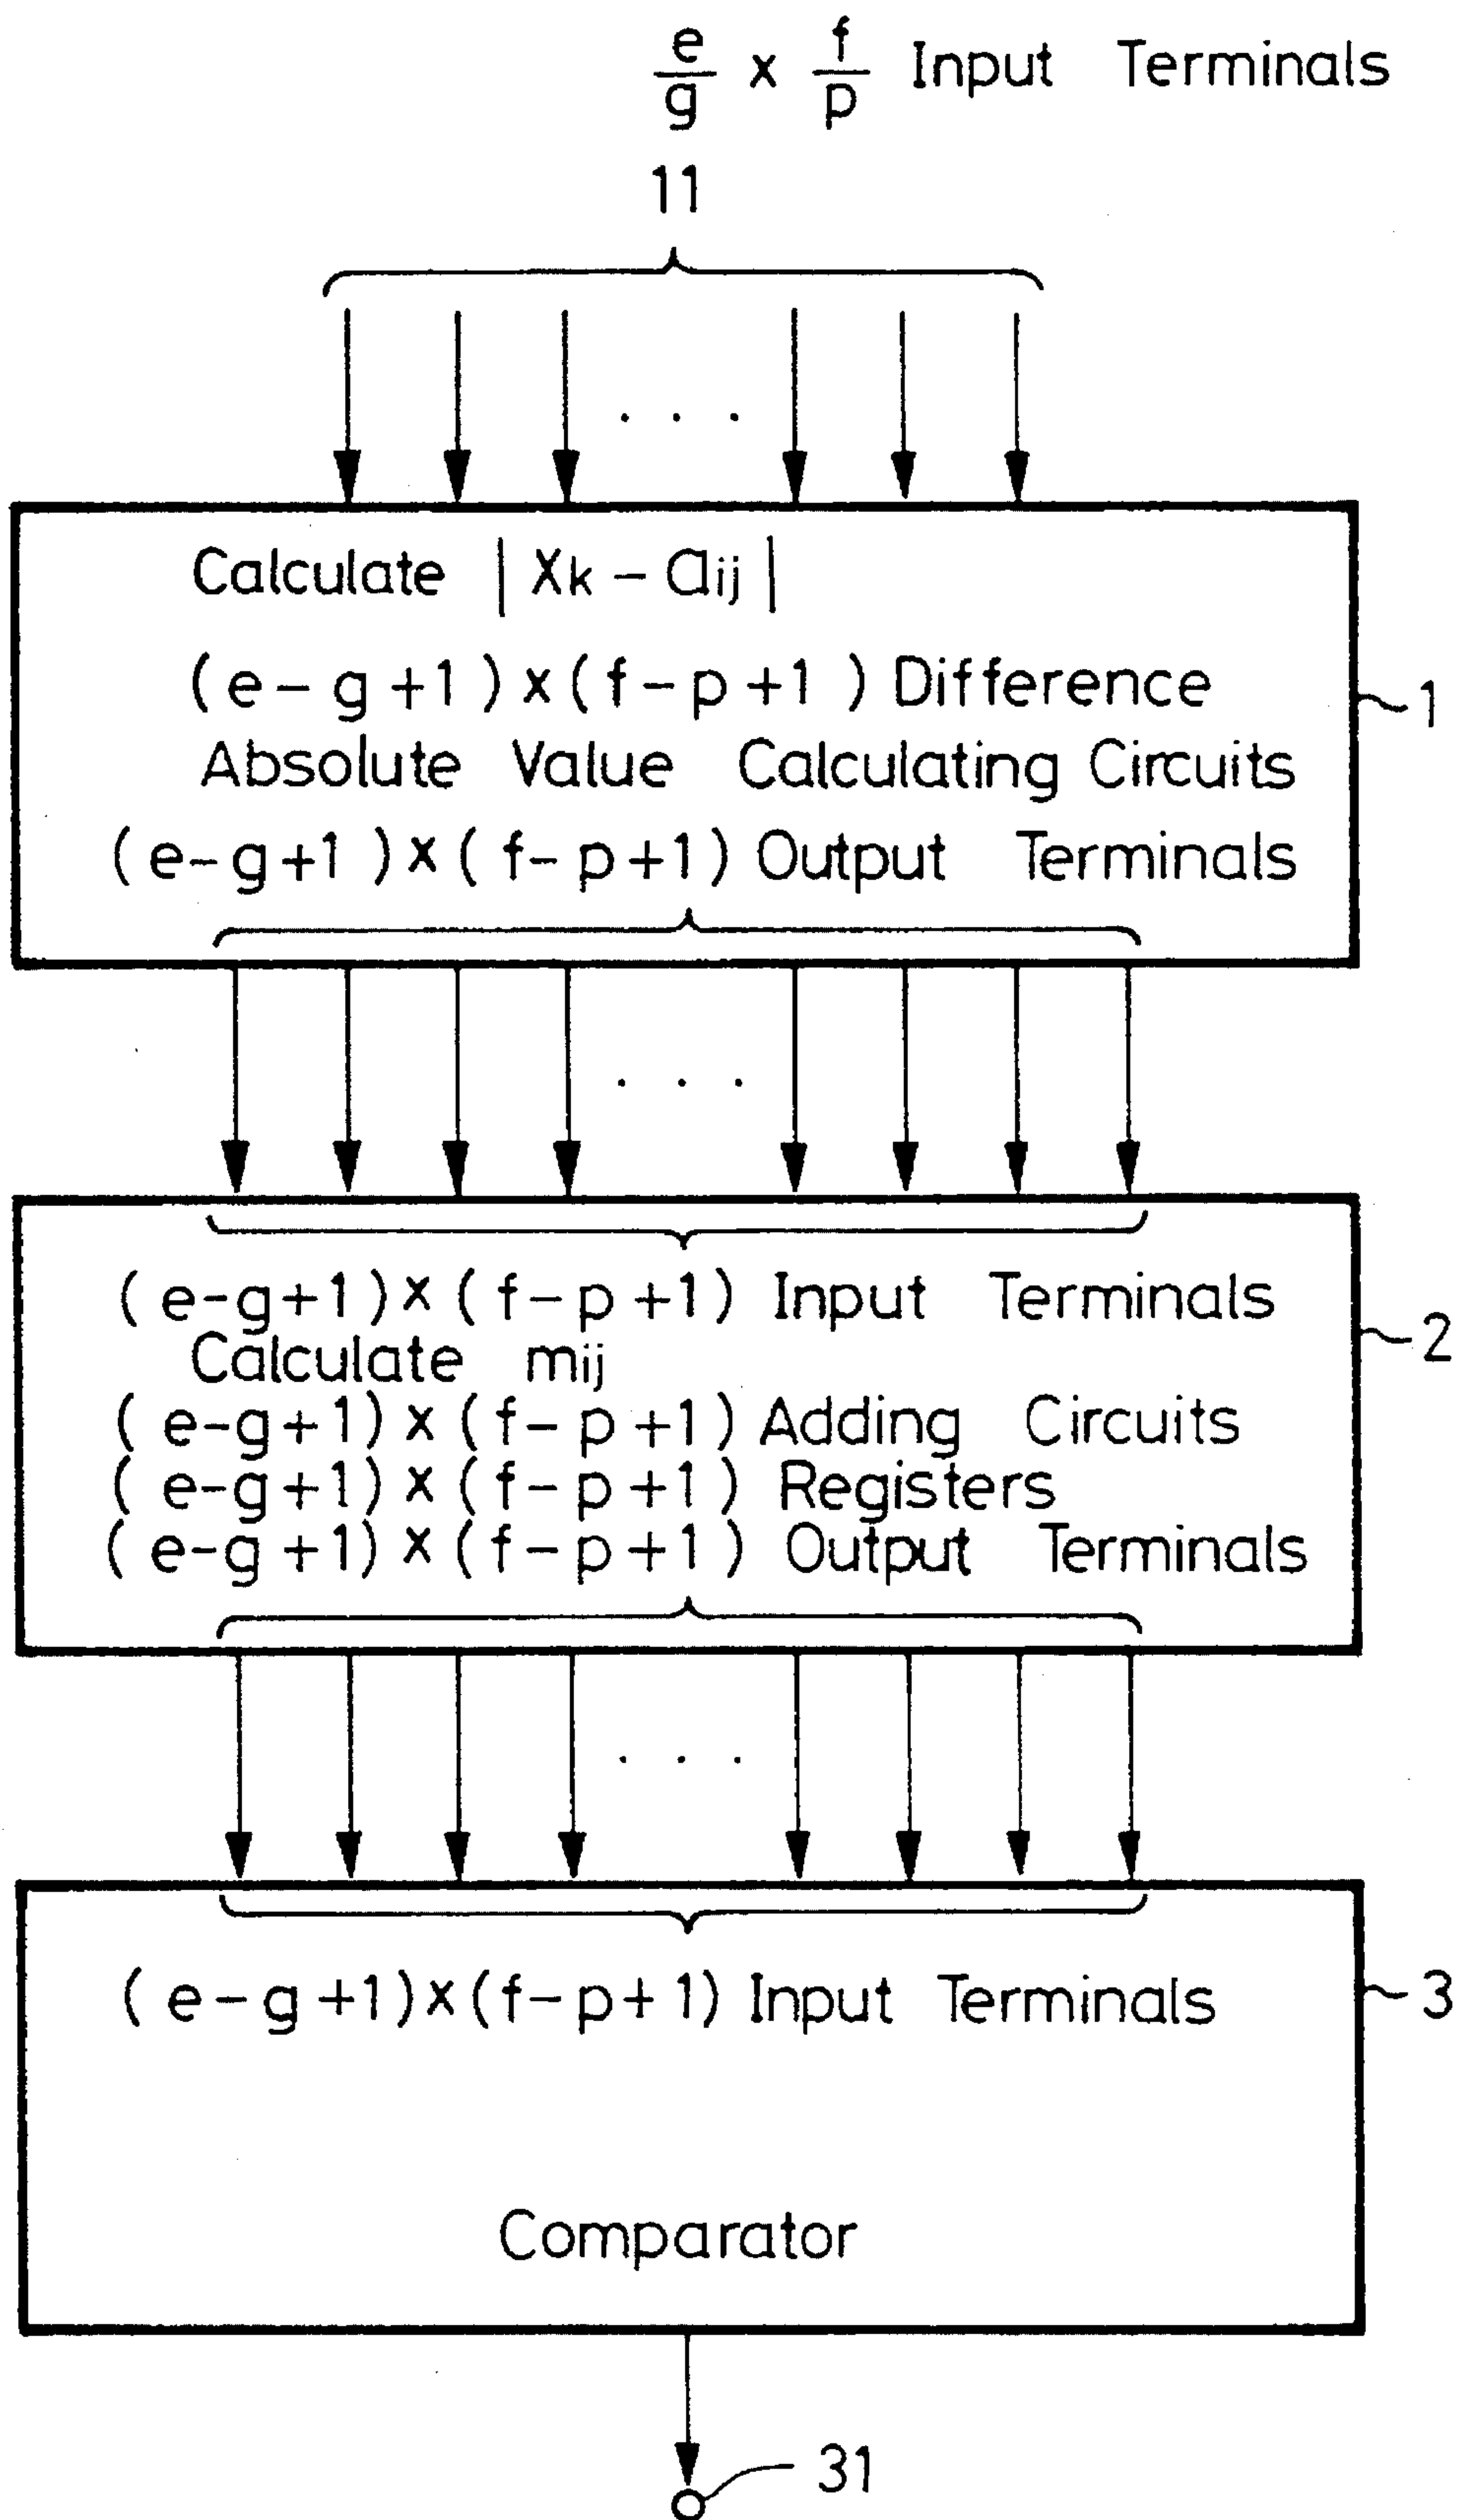 e/g x f/p Input Terminals
11
Calculate | Xk - aij |
(e-g+1)x(f-p+1) Difference
Absolute Value Calculating Circuits
(e-g+1)x(f-p+1) Output Terminals
1
(e-g+1)x(f-p+1) Input Terminals
Calculate mij
(e-g+1)x(f-p+1) Adding Circuits
(e-g+1)x(f-p+1) Registers
(e-g+1)x(f-p+1) Output Terminals
2
(e-g+1)x(f-p+1) Input Terminals
3
Comparator
31